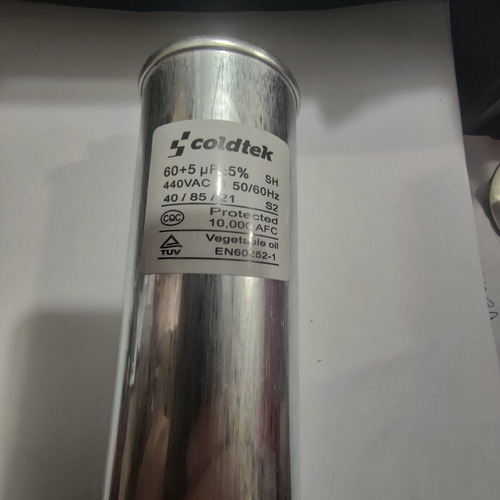 coldtek
60+5 µF±5% SH
440VAC 50/60Hz
40/85/21 S2
CQC Protected
10,000 AFC
TUV Vegetable oil
EN60252-1